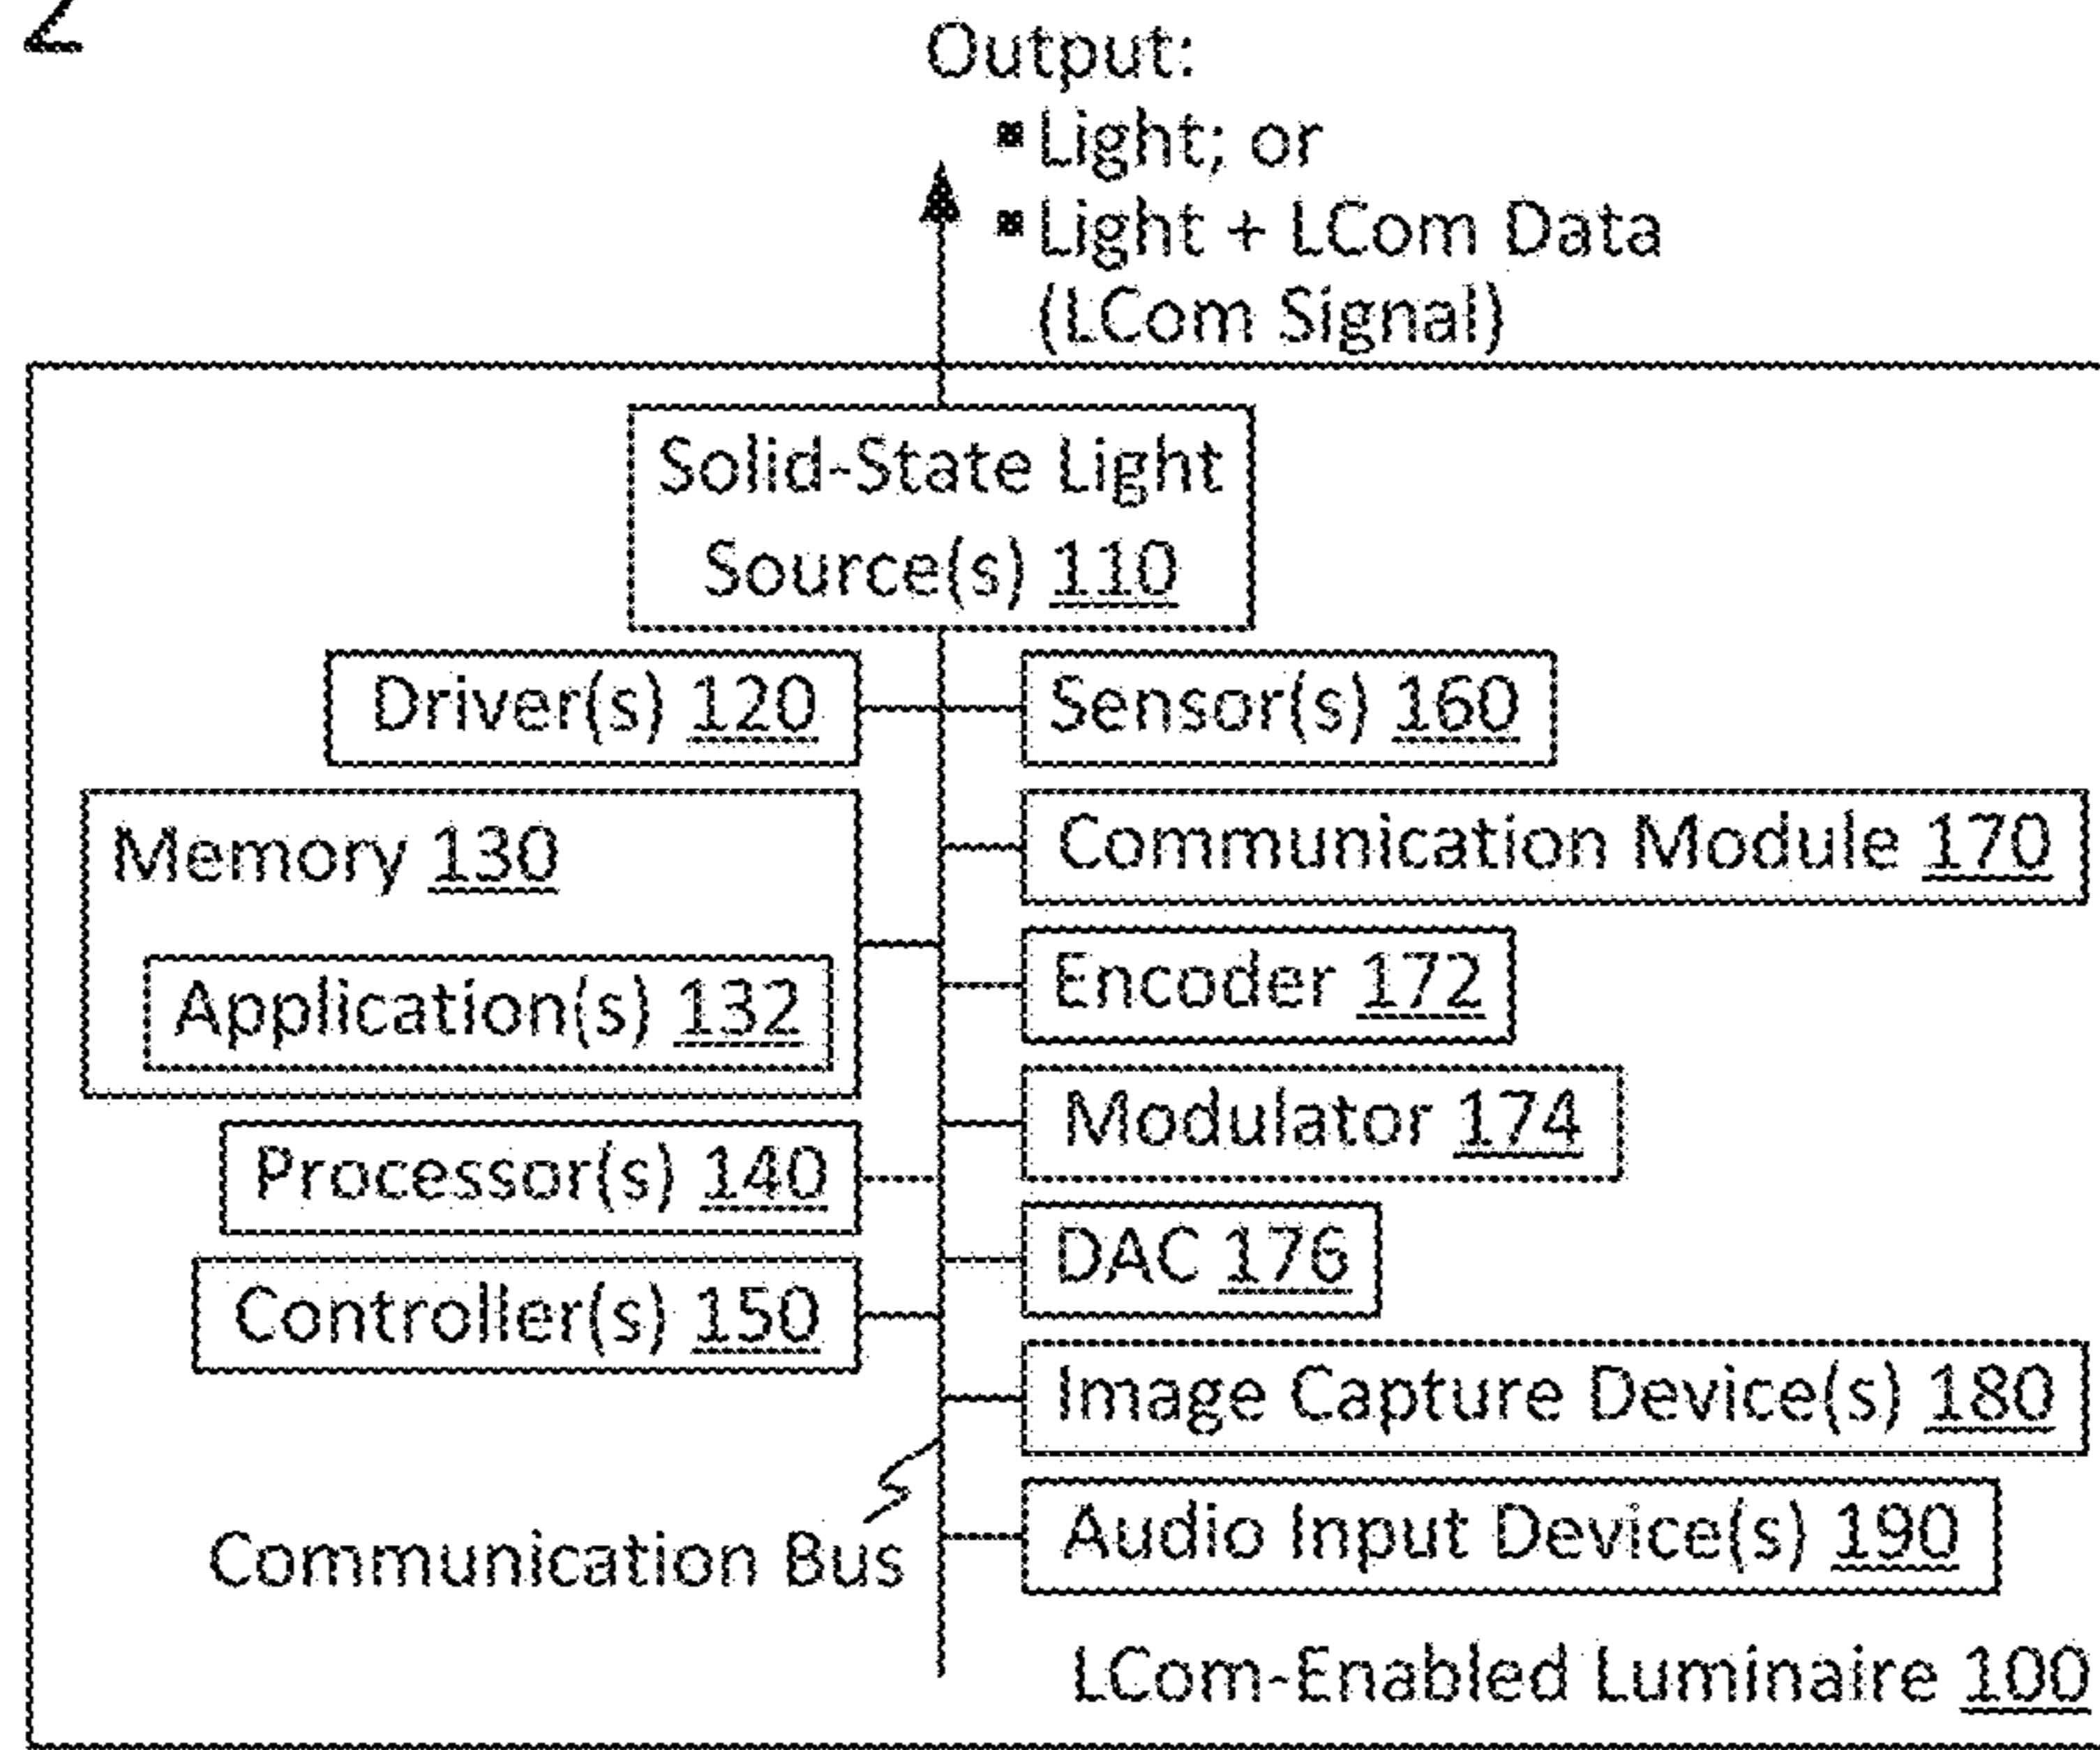 2
Output:
▪ Light; or
▪ Light + LCom Data
(LCom Signal)
Solid-State Light
Source(s) 110
Driver(s) 120
Sensor(s) 160
Memory 130
Communication Module 170
Application(s) 132
Encoder 172
Modulator 174
Processor(s) 140
DAC 176
Controller(s) 150
Image Capture Device(s) 180
Communication Bus
Audio Input Device(s) 190
LCom-Enabled Luminaire 100